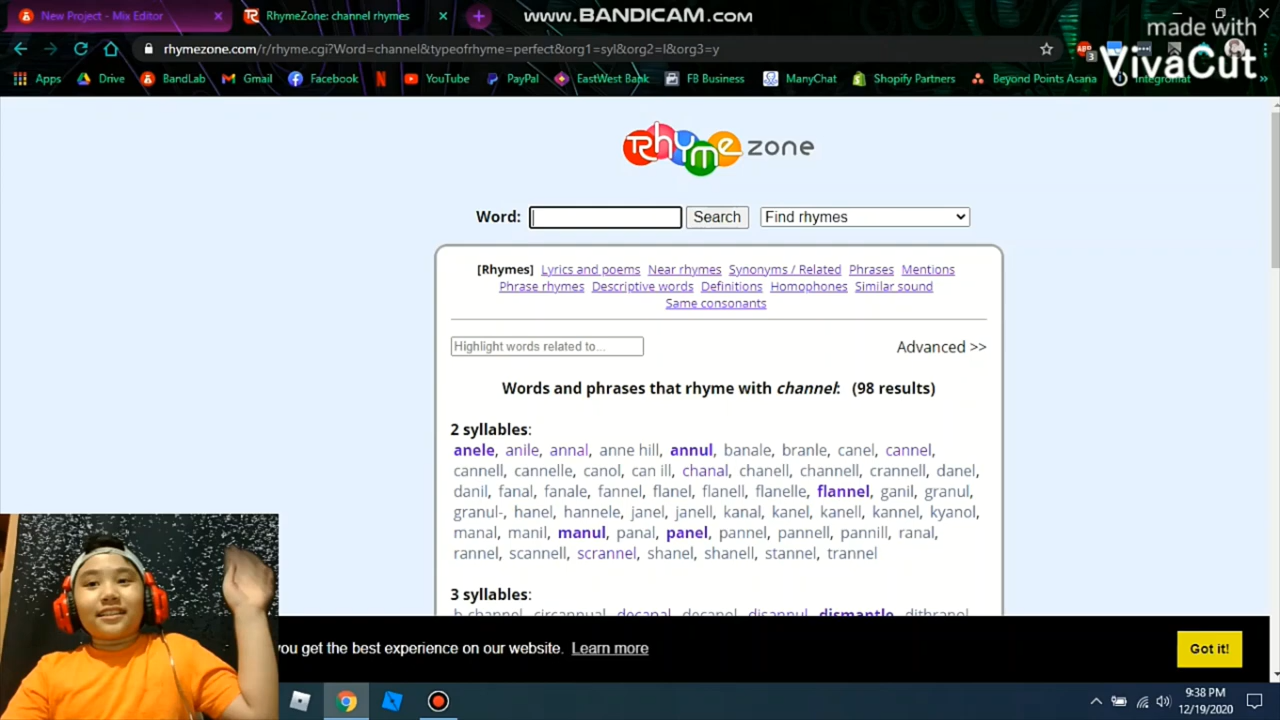 New Project - Mix Editor
RhymeZone: channel rhymes
www.BANDICAM.com
made with
VivaCut
rhymezone.com/r/rhyme.cgi?Word=channel&typeofrhyme=perfect&org1=syl&org2=l&org3=y
Apps Drive BandLab Gmail Facebook YouTube PayPal EastWest Bank FB Business ManyChat Shopify Partners Beyond Points Asana Integromat
Rhyme zone
Word: Search Find rhymes
[Rhymes] Lyrics and poems Near rhymes Synonyms / Related Phrases Mentions
Phrase rhymes Descriptive words Definitions Homophones Similar sound
Same consonants
Highlight words related to... Advanced >>
Words and phrases that rhyme with channel: (98 results)
2 syllables:
anele, anile, annal, anne hill, annul, banale, branle, canel, cannel,
cannell, cannelle, canol, can ill, chanal, chanell, channell, crannell, danel,
danil, fanal, fanale, fannel, flanel, flanell, flanelle, flannel, ganil, granul,
granul-, hanel, hannele, janel, janell, kanal, kanel, kanell, kannel, kyanol,
manal, manil, manul, panal, panel, pannel, pannell, pannill, ranal,
rannel, scannell, scrannel, shanel, shanell, stannel, trannel
3 syllables:
b channel, circannual, decanal, decanol, disannul, dismantle, dithranol
you get the best experience on our website. Learn more
Got it!
9:38 PM
12/19/2020